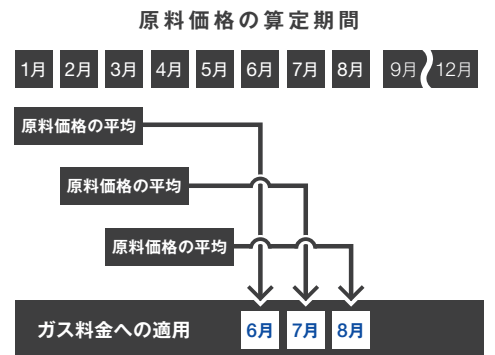 原料価格の算定期間
1月 2月 3月 4月 5月 6月 7月 8月 9月 12月
原料価格の平均
原料価格の平均
原料価格の平均
ガス料金への適用 6月 7月 8月